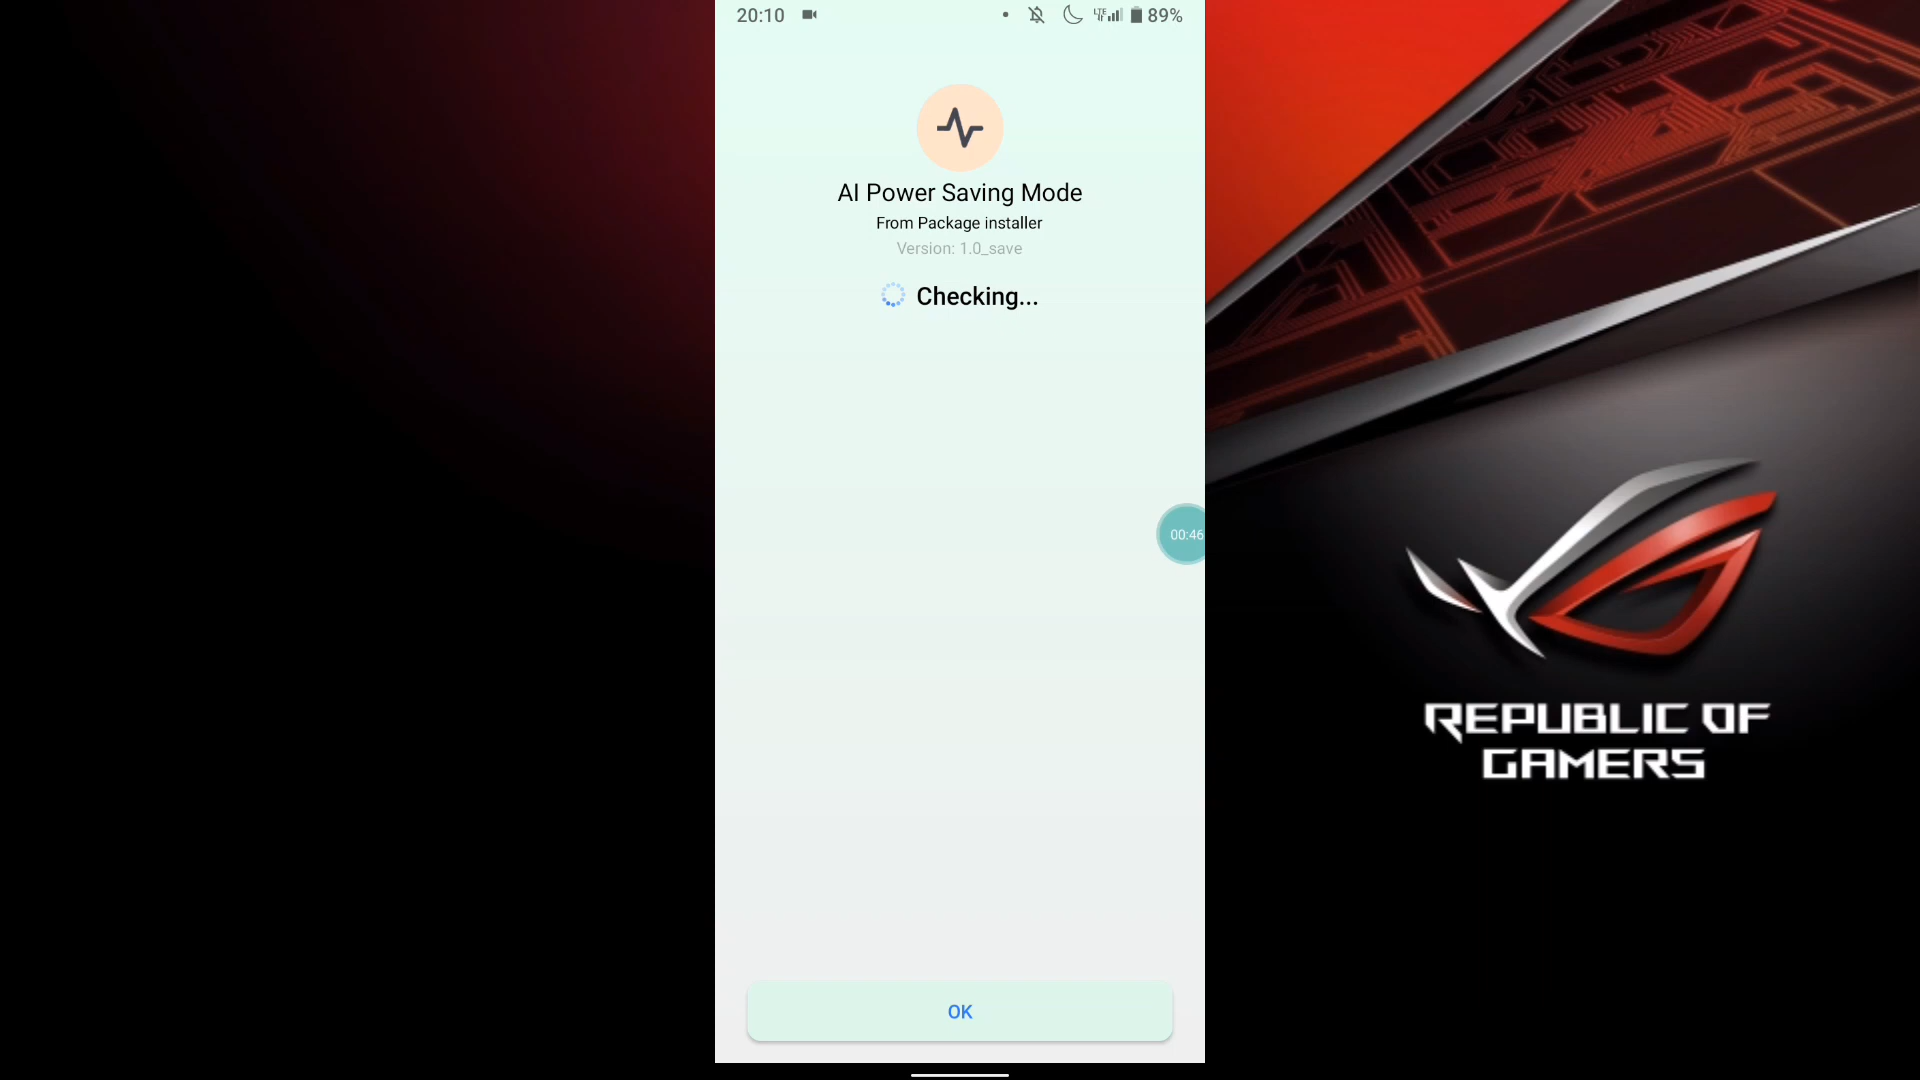 20:10
LTE
89%
AI Power Saving Mode
From Package installer
Version: 1.0_save
Checking...
00:46
REPUBLIC OF
GAMERS
OK